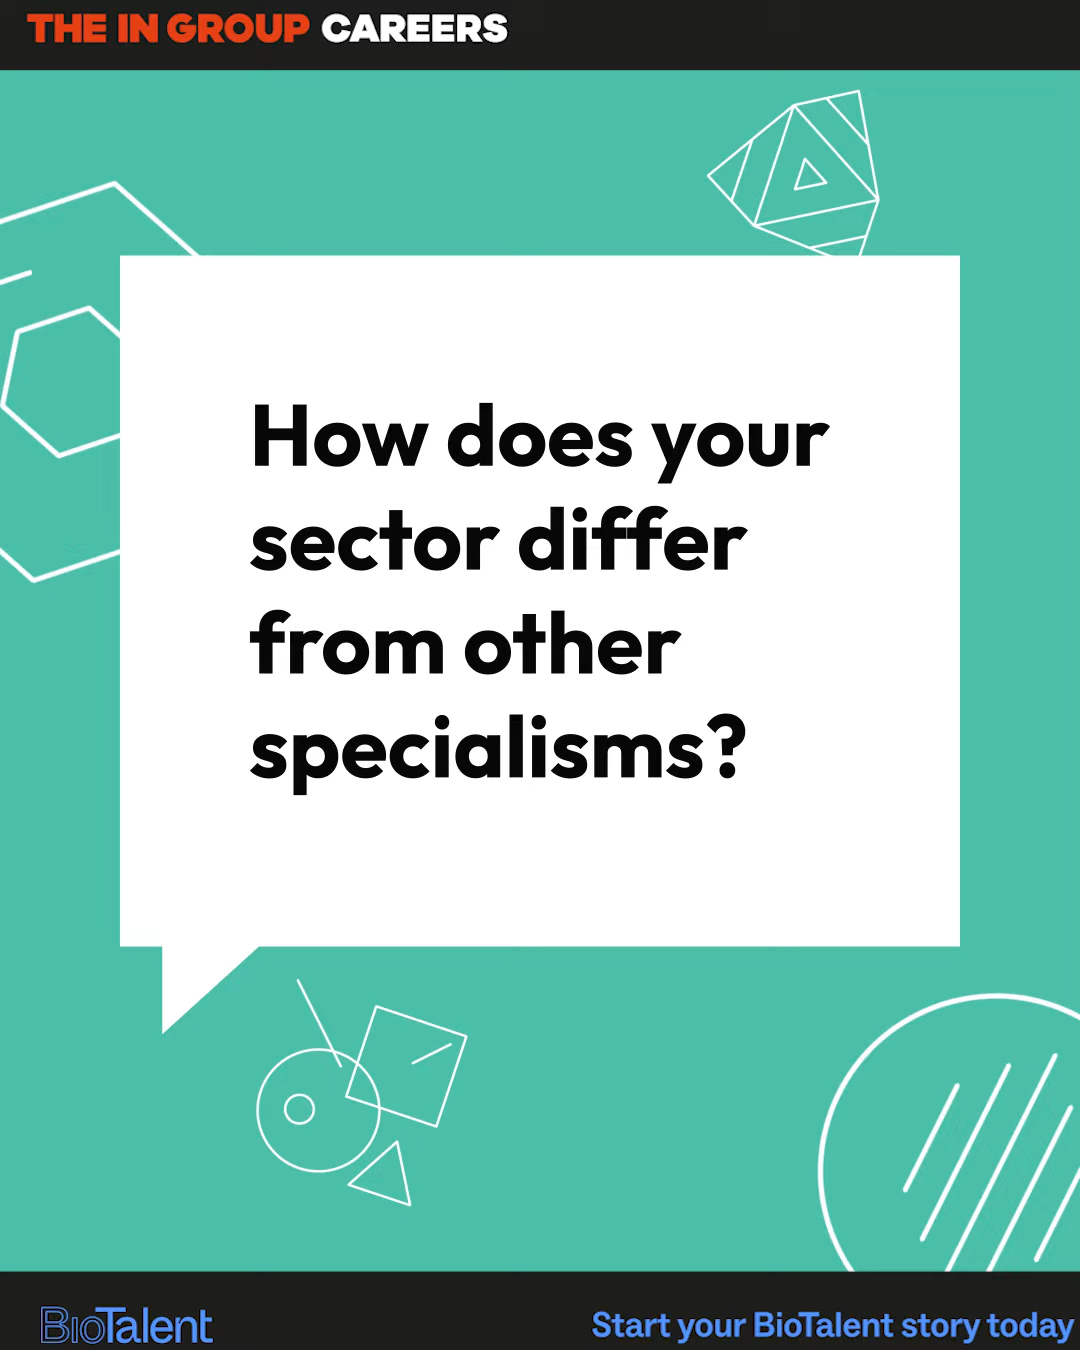 THE IN GROUP CAREERS
How does your
sector differ
from other
specialisms?
BioTalent
Start your BioTalent story today